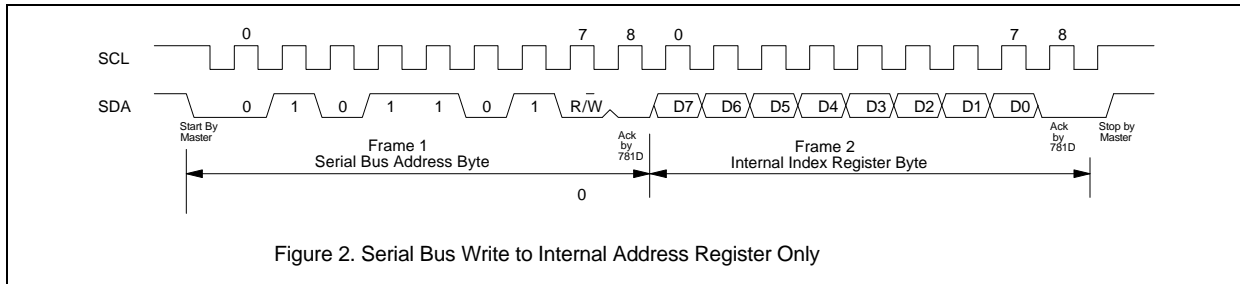 0 7 8 0 7 8
SCL
SDA 0 1 0 1 1 0 1 R/W D7 D6 D5 D4 D3 D2 D1 D0
Start By
Master
Ack
by
781D
Ack
by
781D
Stop by
Master
Frame 1
Serial Bus Address Byte
Frame 2
Internal Index Register Byte
0
Figure 2. Serial Bus Write to Internal Address Register Only